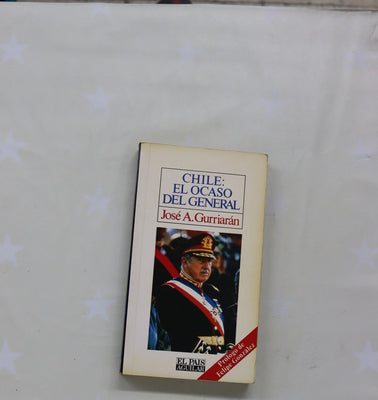 CHILE:
EL OCASO
DEL GENERAL
José A. Gurriarán
EL PAIS
AGUILAR
Prólogo de
Felipe González